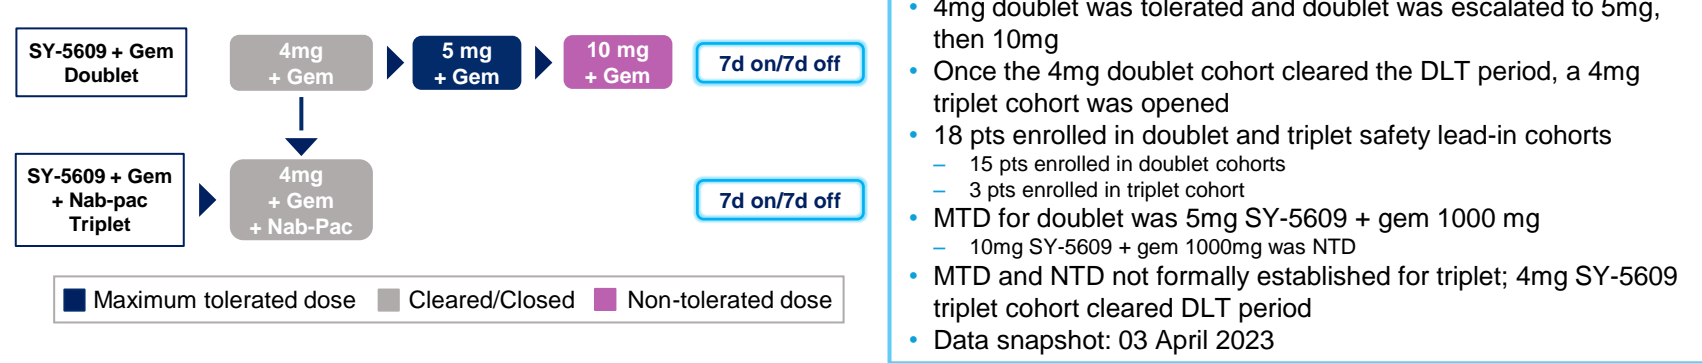 SY-5609 + Gem
Doublet
4mg
+ Gem
5 mg
+ Gem
10 mg
+ Gem
7d on/7d off
SY-5609 + Gem
+ Nab-pac
Triplet
4mg
+ Gem
+ Nab-Pac
7d on/7d off
Maximum tolerated dose
Cleared/Closed
Non-tolerated dose
• 4mg doublet was tolerated and doublet was escalated to 5mg,
then 10mg
• Once the 4mg doublet cohort cleared the DLT period, a 4mg
triplet cohort was opened
• 18 pts enrolled in doublet and triplet safety lead-in cohorts
– 15 pts enrolled in doublet cohorts
– 3 pts enrolled in triplet cohort
• MTD for doublet was 5mg SY-5609 + gem 1000 mg
– 10mg SY-5609 + gem 1000mg was NTD
• MTD and NTD not formally established for triplet; 4mg SY-5609
triplet cohort cleared DLT period
• Data snapshot: 03 April 2023